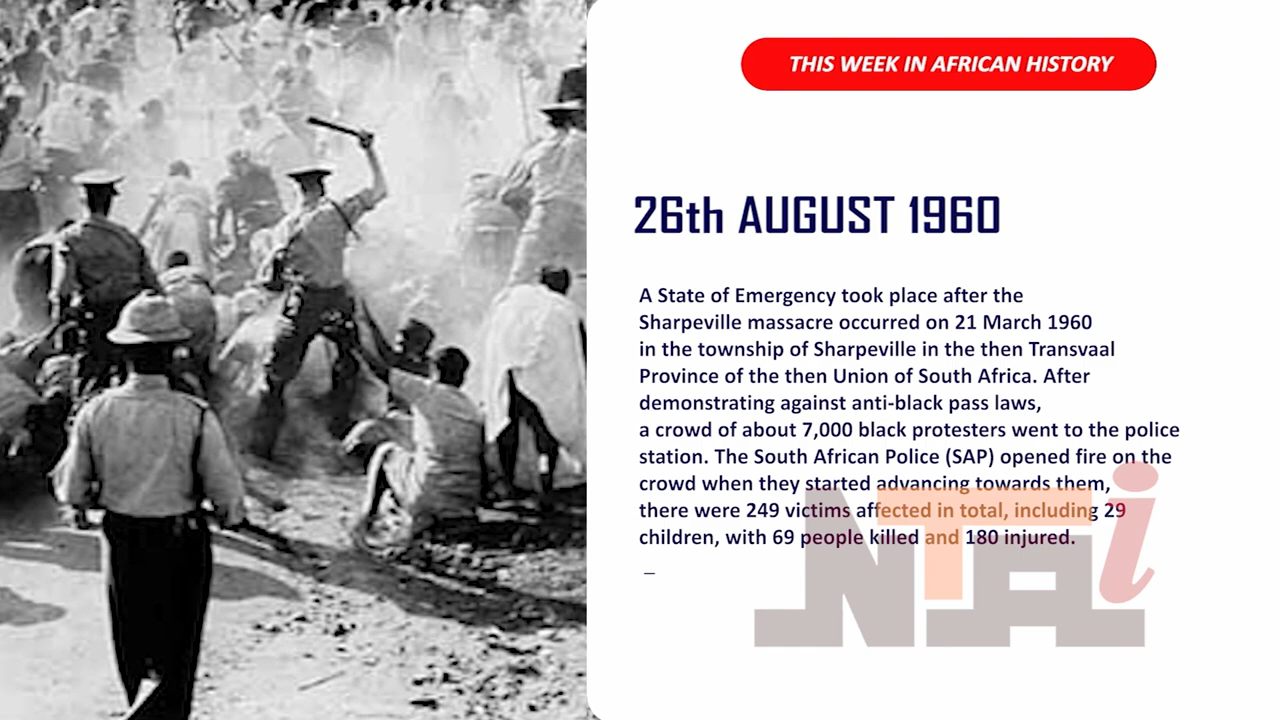 THIS WEEK IN AFRICAN HISTORY
26th AUGUST 1960
A State of Emergency took place after the
Sharpeville massacre occurred on 21 March 1960
in the township of Sharpeville in the then Transvaal
Province of the then Union of South Africa. After
demonstrating against anti-black pass laws,
a crowd of about 7,000 black protesters went to the police
station. The South African Police (SAP) opened fire on the
crowd when they started advancing towards them,
there were 249 victims affected in total, including 29
children, with 69 people killed and 180 injured.
_
NTAi